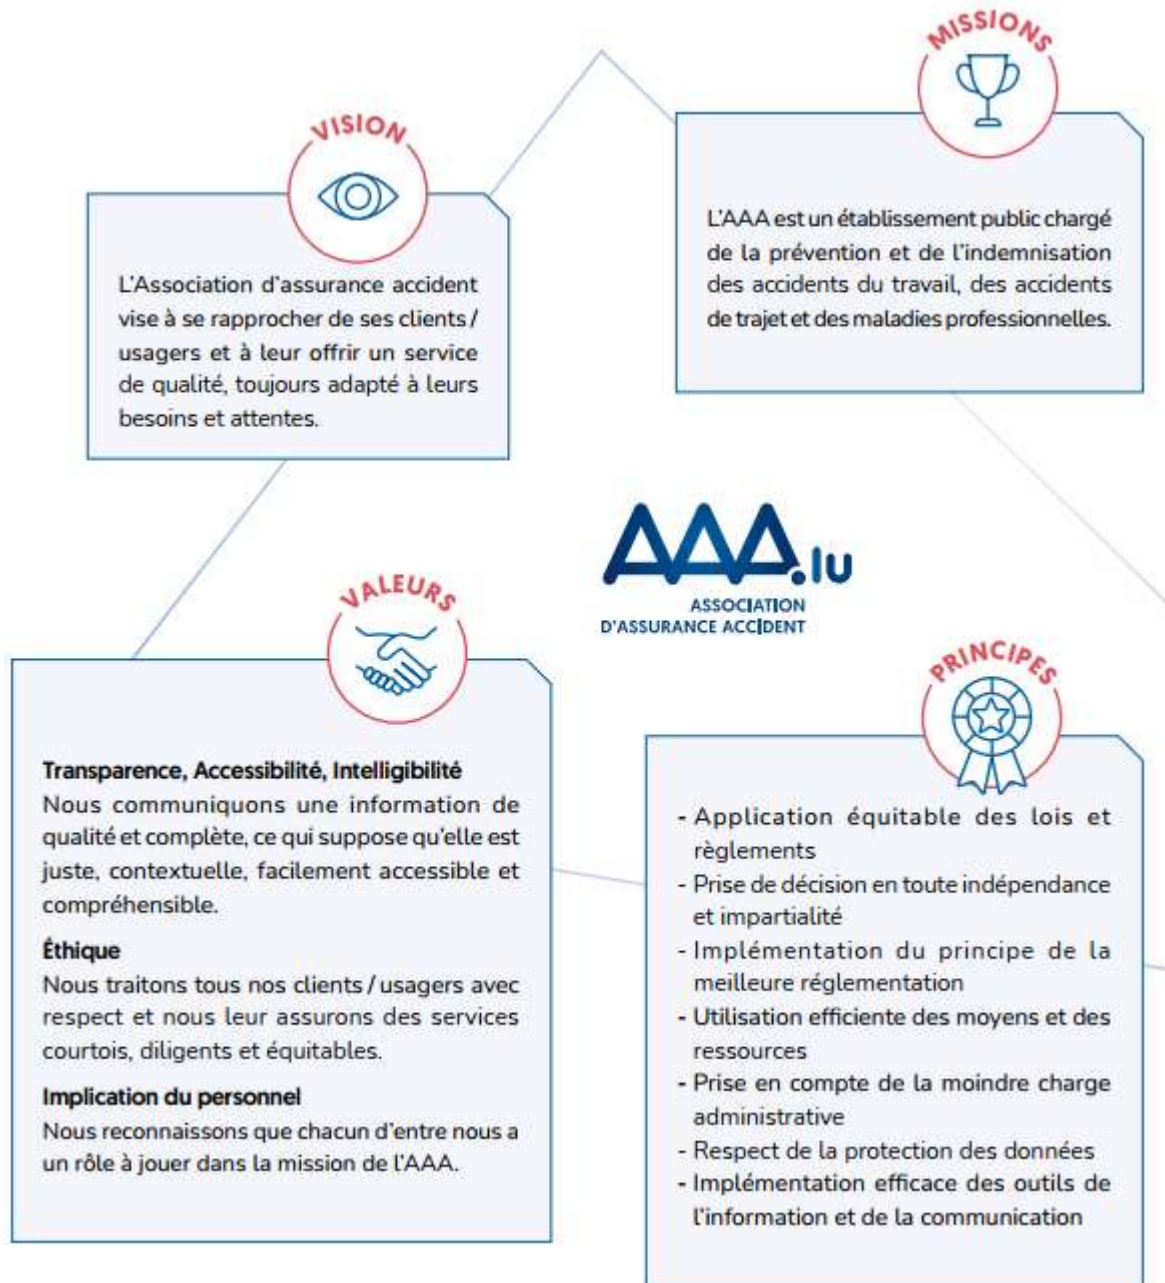 VISION
L'Association d'assurance accident
vise à se rapprocher de ses clients /
usagers et à leur offrir un service
de qualité, toujours adapté à leurs
besoins et attentes.
MISSIONS
L'AAA est un établissement public chargé
de la prévention et de l'indemnisation
des accidents du travail, des accidents
de trajet et des maladies professionnelles.
AAA.lu
ASSOCIATION
D'ASSURANCE ACCIDENT
VALEURS
Transparence, Accessibilité, Intelligibilité
Nous communiquons une information de
qualité et complète, ce qui suppose qu'elle est
juste, contextuelle, facilement accessible et
compréhensible.
Éthique
Nous traitons tous nos clients / usagers avec
respect et nous leur assurons des services
courtois, diligents et équitables.
Implication du personnel
Nous reconnaissons que chacun d'entre nous a
un rôle à jouer dans la mission de l'AAA.
PRINCIPES
- Application équitable des lois et
règlements
- Prise de décision en toute indépendance
et impartialité
- Implémentation du principe de la
meilleure réglementation
- Utilisation efficiente des moyens et des
ressources
- Prise en compte de la moindre charge
administrative
- Respect de la protection des données
- Implémentation efficace des outils de
l'information et de la communication